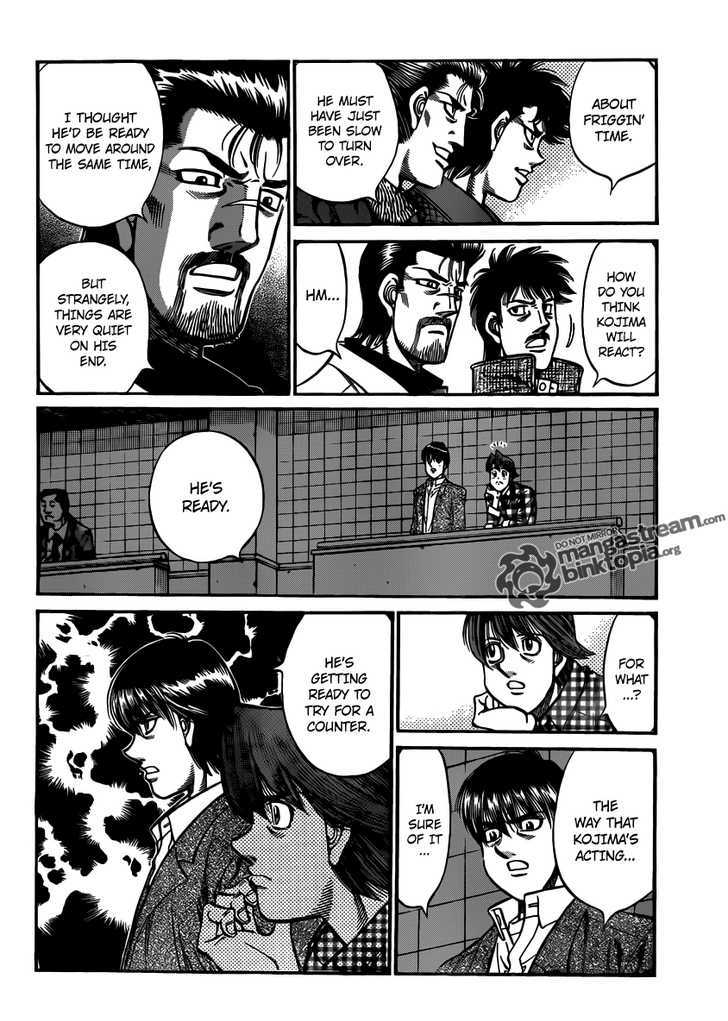 ABOUT
FRIGGIN'
TIME.
HE MUST
HAVE JUST
BEEN SLOW
TO TURN
OVER.
I THOUGHT
HE'D BE READY
TO MOVE AROUND
THE SAME TIME,
BUT
STRANGELY,
THINGS ARE
VERY QUIET
ON HIS
END.
HOW
DO YOU
THINK
KOJIMA
WILL
REACT?
HM...
HE'S
READY.
DO NOT MIRROR
mangastream.com
binktopia.org
FOR
WHAT
...?
THE
WAY THAT
KOJIMA'S
ACTING...
I'M
SURE OF
IT
...
HE'S
GETTING
READY TO
TRY FOR A
COUNTER.